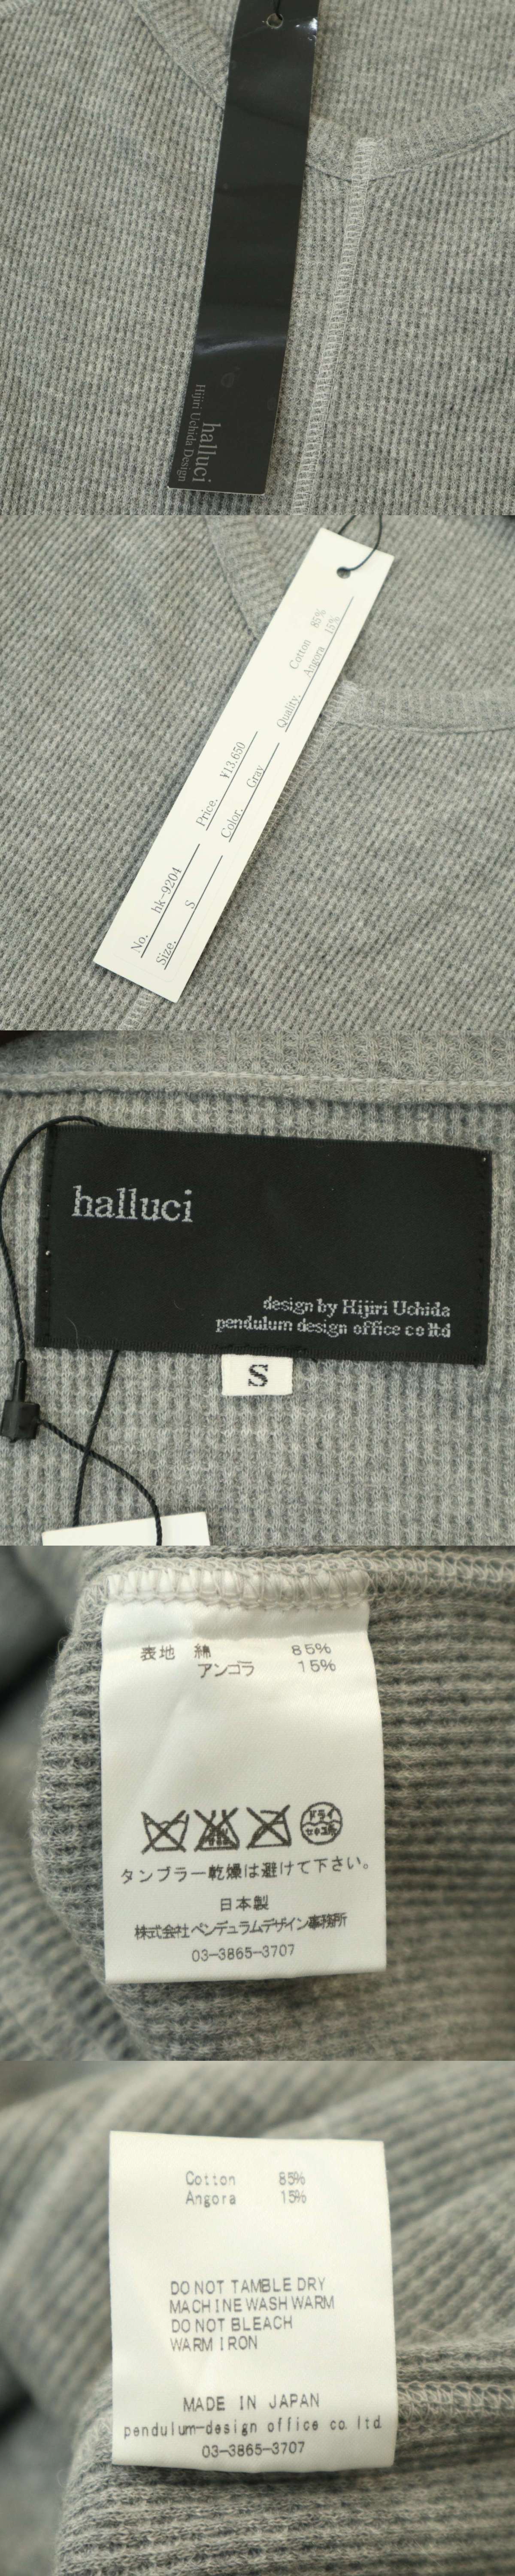 halluci
Hijiri Uchida Design
No. hk-9204
Price. ¥13.650
Size. S
Color. Gray
Quality. Cotton 85%
Angora 15%
halluci
design by Hijiri Uchida
pendulum design office co ltd
S
表地 綿 85%
アンゴラ 15%
ドライ
セキユ系
タンブラー乾燥は避けて下さい。
日本製
株式会社ペンデュラムデザイン事務所
03-3865-3707
Cotton 85%
Angora 15%
DO NOT TAMBLE DRY
MACHINE WASH WARM
DO NOT BLEACH
WARM IRON
MADE IN JAPAN
pendulum-design office co. ltd
03-3865-3707